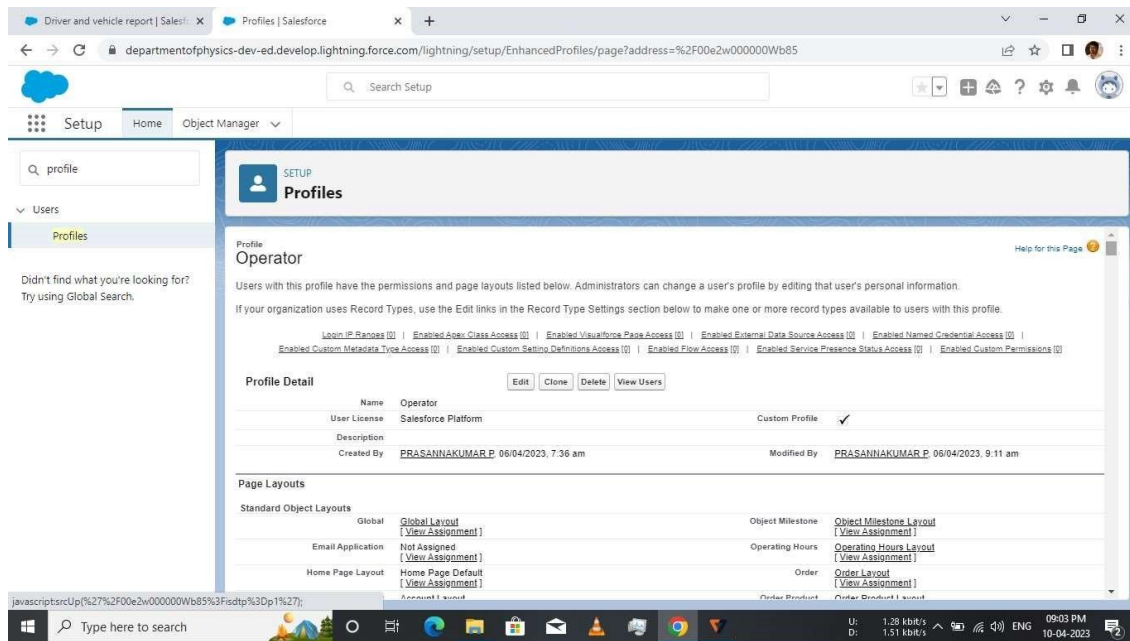 Driver and vehicle report | Salesf
Profiles | Salesforce
departmentofphysics-dev-ed.develop.lightning.force.com/lightning/setup/EnhancedProfiles/page?address=%2F00e2w000000Wb85
Search Setup
Setup Home Object Manager
profile
Users
Profiles
Didn't find what you're looking for?
Try using Global Search.
SETUP
Profiles
Profile
Operator
Help for this Page
Users with this profile have the permissions and page layouts listed below. Administrators can change a user's profile by editing that user's personal information.
If your organization uses Record Types, use the Edit links in the Record Type Settings section below to make one or more record types available to users with this profile.
Login IP Ranges [0] | Enabled Apex Class Access [0] | Enabled Visualforce Page Access [0] | Enabled External Data Source Access [0] | Enabled Named Credential Access [0] |
Enabled Custom Metadata Type Access [0] | Enabled Custom Setting Definitions Access [0] | Enabled Flow Access [0] | Enabled Service Presence Status Access [0] | Enabled Custom Permissions [0]
Profile Detail Edit Clone Delete View Users
Name Operator
User License Salesforce Platform Custom Profile ✓
Description
Created By PRASANNAKUMAR P, 06/04/2023, 7:36 am Modified By PRASANNAKUMAR P, 06/04/2023, 9:11 am
Page Layouts
Standard Object Layouts
Global Global Layout Object Milestone Object Milestone Layout
[ View Assignment ] [ View Assignment ]
Email Application Not Assigned Operating Hours Operating Hours Layout
[ View Assignment ] [ View Assignment ]
Home Page Layout Home Page Default Order Order Layout
[ View Assignment ] [ View Assignment ]
Account Layout Order Product Order Product Layout
javascript:srcUp(%27%2F00e2w000000Wb85%3Fisdtp%3Dp1%27);
Type here to search
U: 1.28 kbit/s
D: 1.51 kbit/s
ENG
09:03 PM
10-04-2023
2